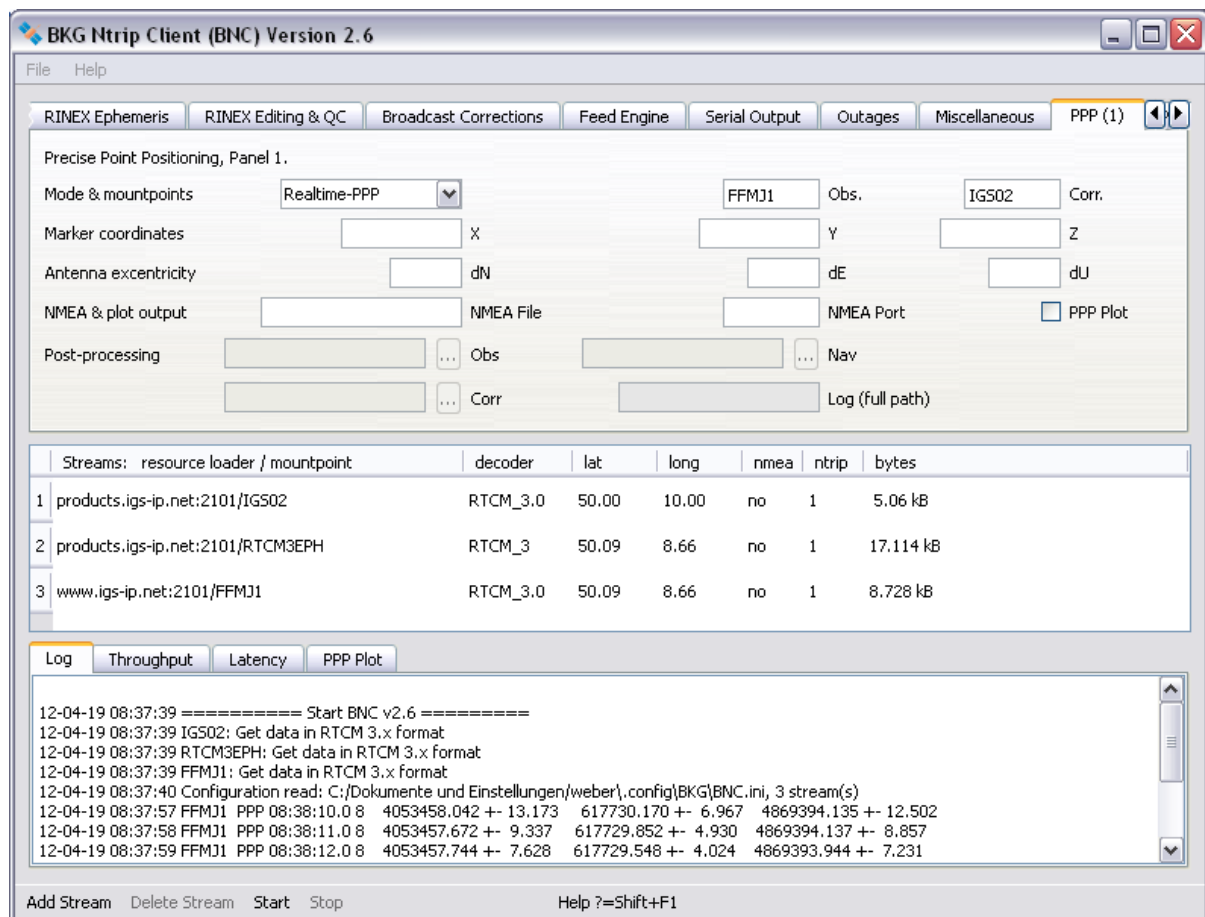 BKG Ntrip Client (BNC) Version 2.6
File Help
RINEX Ephemeris RINEX Editing & QC Broadcast Corrections Feed Engine Serial Output Outages Miscellaneous PPP (1)
Precise Point Positioning, Panel 1.
Mode & mountpoints Realtime-PPP FFMJ1 Obs. IGS02 Corr.
Marker coordinates X Y Z
Antenna excentricity dN dE dU
NMEA & plot output NMEA File NMEA Port PPP Plot
Post-processing ... Obs ... Nav
... Corr Log (full path)
Streams: resource loader / mountpoint decoder lat long nmea ntrip bytes
1 products.igs-ip.net:2101/IGS02 RTCM_3.0 50.00 10.00 no 1 5.06 kB
2 products.igs-ip.net:2101/RTCM3EPH RTCM_3 50.09 8.66 no 1 17.114 kB
3 www.igs-ip.net:2101/FFMJ1 RTCM_3.0 50.09 8.66 no 1 8.728 kB
Log Throughput Latency PPP Plot
12-04-19 08:37:39 ========== Start BNC v2.6 =========
12-04-19 08:37:39 IGS02: Get data in RTCM 3.x format
12-04-19 08:37:39 RTCM3EPH: Get data in RTCM 3.x format
12-04-19 08:37:39 FFMJ1: Get data in RTCM 3.x format
12-04-19 08:37:40 Configuration read: C:/Dokumente und Einstellungen/weber\.config\BKG\BNC.ini, 3 stream(s)
12-04-19 08:37:57 FFMJ1 PPP 08:38:10.0 8 4053458.042 +- 13.173 617730.170 +- 6.967 4869394.135 +- 12.502
12-04-19 08:37:58 FFMJ1 PPP 08:38:11.0 8 4053457.672 +- 9.337 617729.852 +- 4.930 4869394.137 +- 8.857
12-04-19 08:37:59 FFMJ1 PPP 08:38:12.0 8 4053457.744 +- 7.628 617729.548 +- 4.024 4869393.944 +- 7.231
Add Stream Delete Stream Start Stop Help ?=Shift+F1